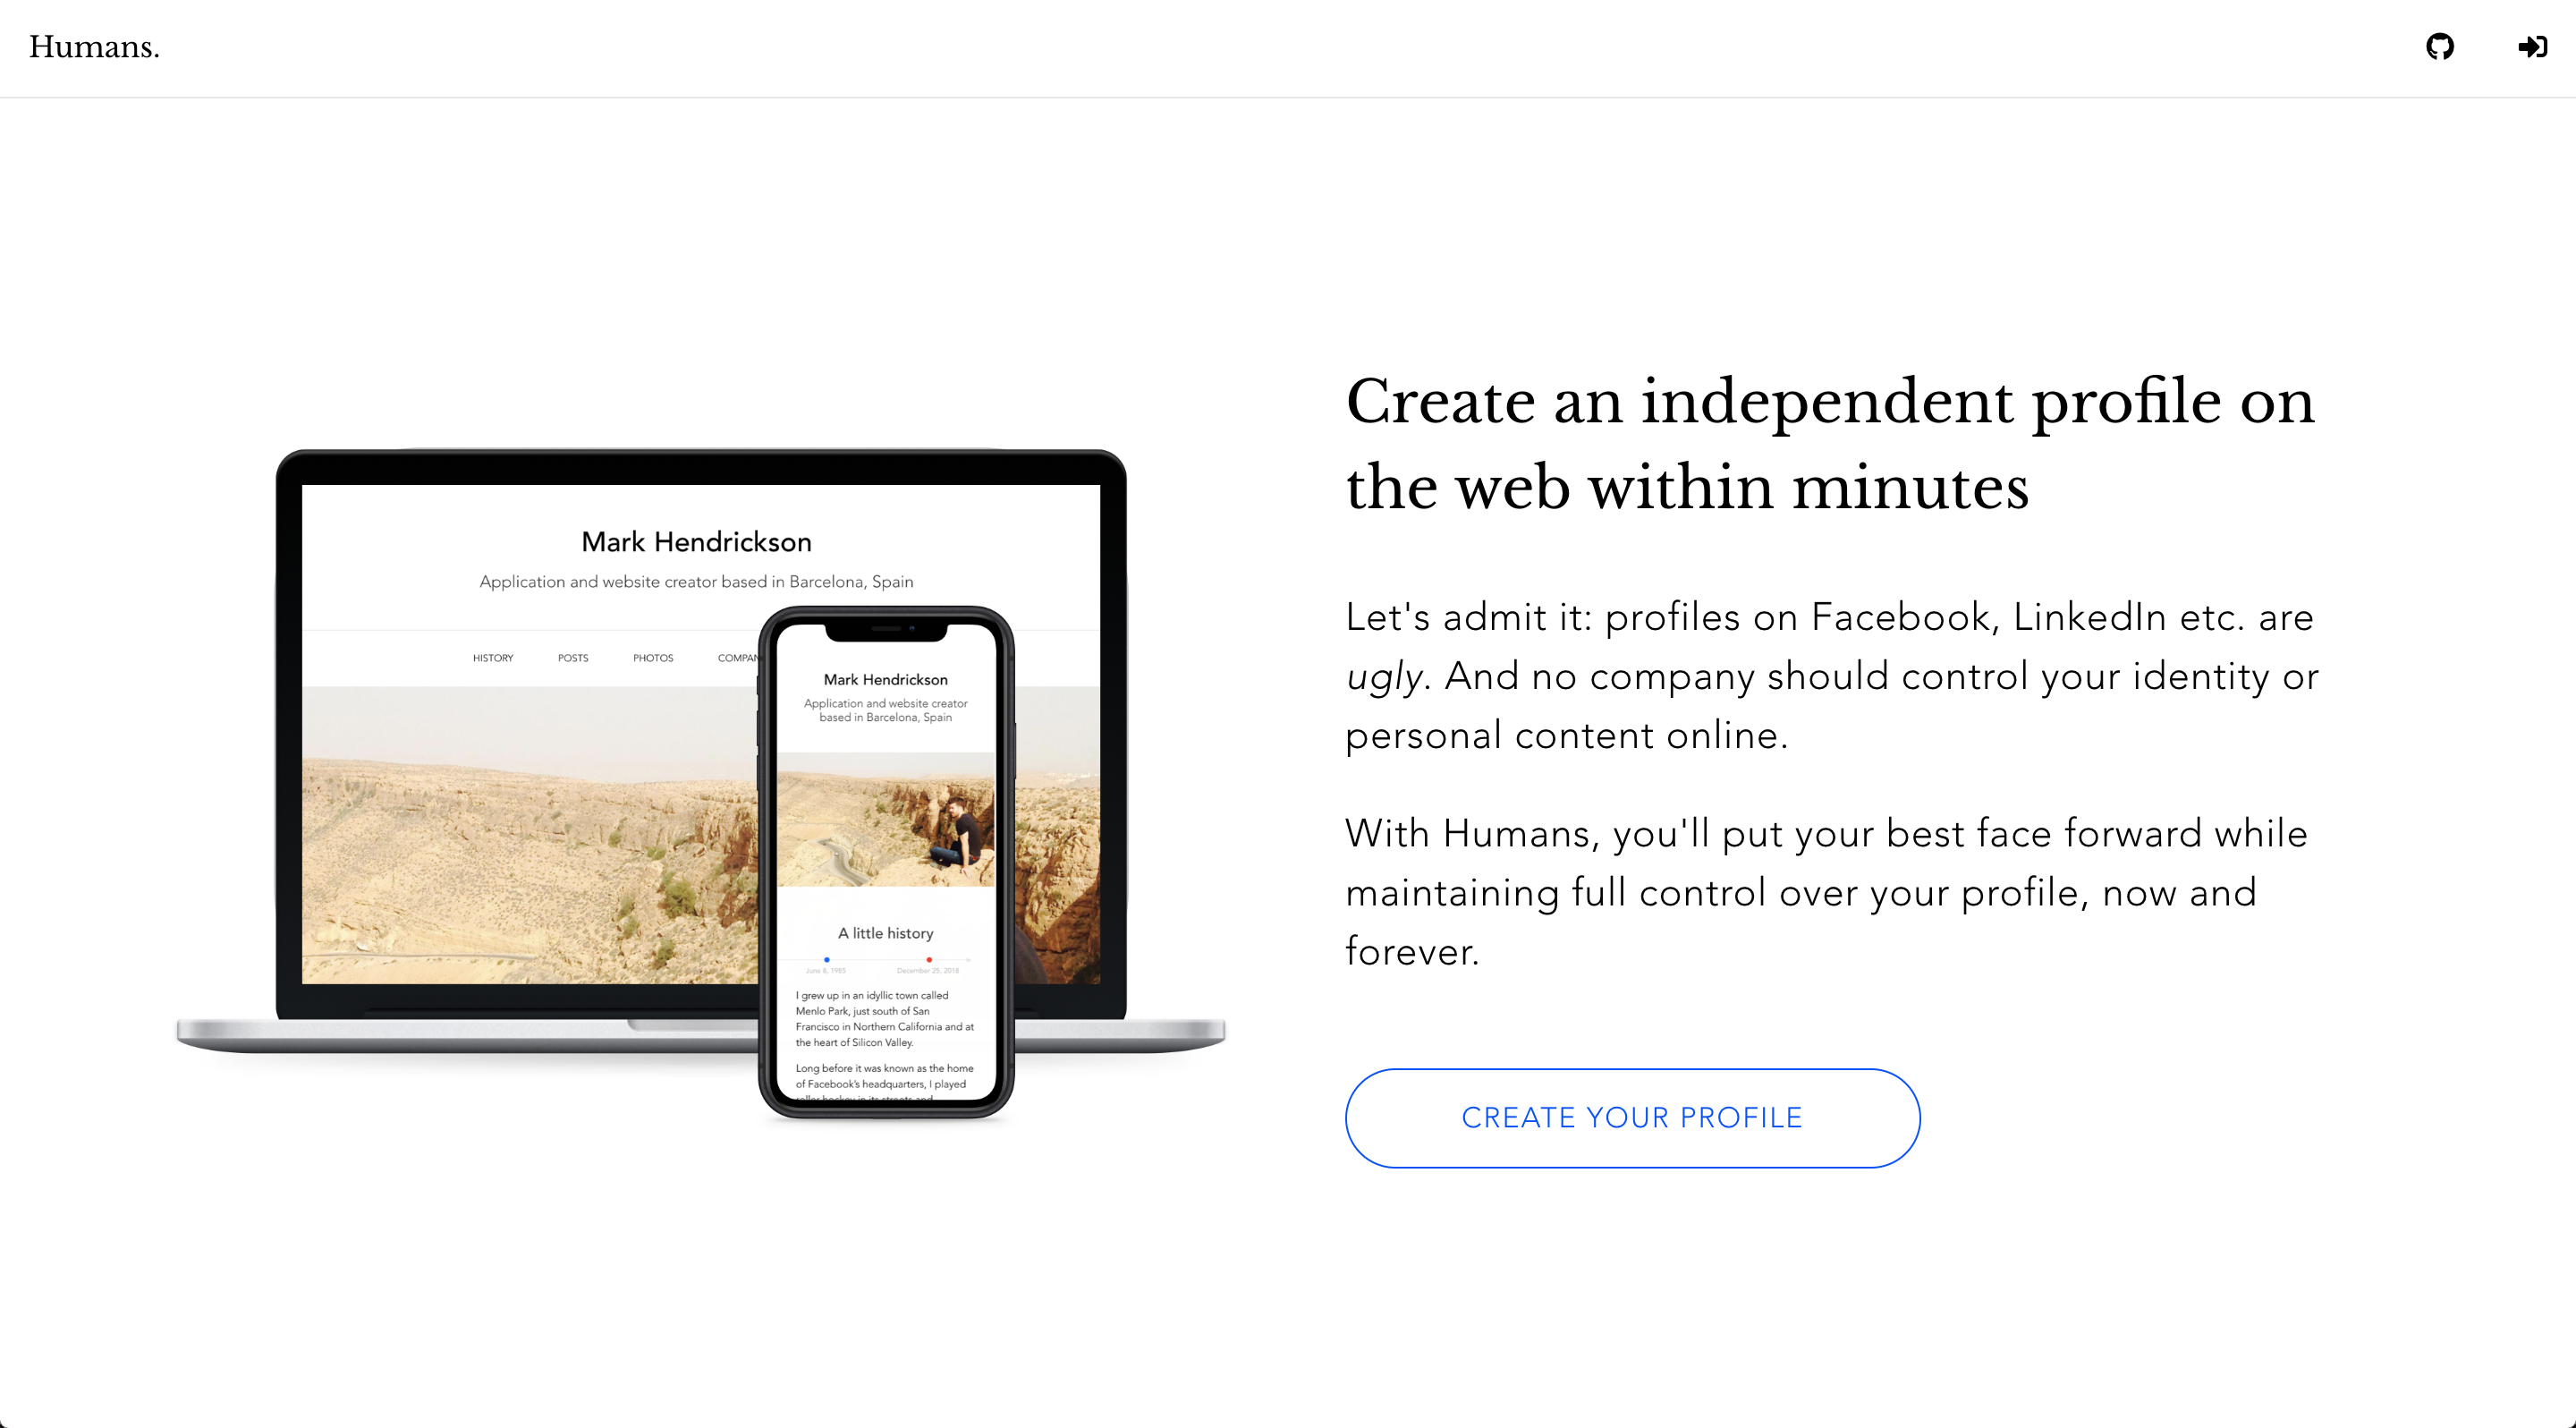 Humans.
Create an independent profile on
the web within minutes
Let's admit it: profiles on Facebook, LinkedIn etc. are
ugly. And no company should control your identity or
personal content online.
With Humans, you'll put your best face forward while
maintaining full control over your profile, now and
forever.
CREATE YOUR PROFILE
Mark Hendrickson
Application and website creator based in Barcelona, Spain
HISTORY POSTS PHOTOS COMPAN
Mark Hendrickson
Application and website creator
based in Barcelona, Spain
A little history
June 8, 1985 December 25, 2018
I grew up in an idyllic town called
Menlo Park, just south of San
Francisco in Northern California and at
the heart of Silicon Valley.
Long before it was known as the home
of Facebook's headquarters, I played
roller hockey in its streets and